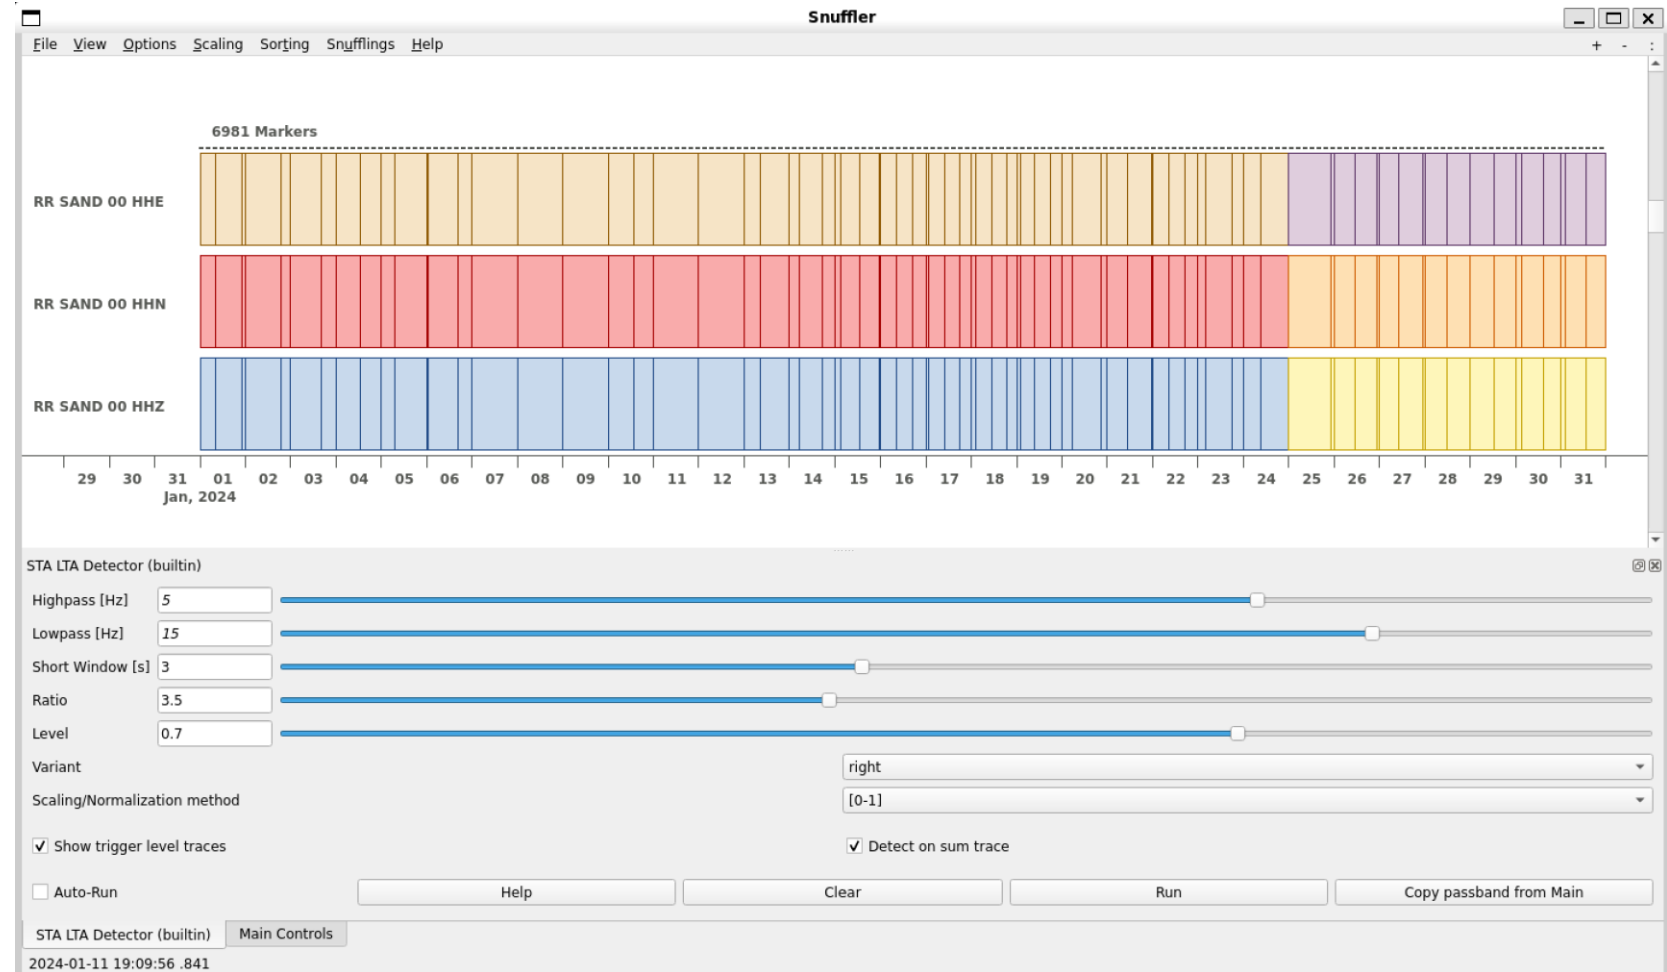 Snuffler
File View Options Scaling Sorting Snufflings Help + - :
6981 Markers
RR SAND 00 HHE
RR SAND 00 HHN
RR SAND 00 HHZ
29 30 31 01 02 03 04 05 06 07 08 09 10 11 12 13 14 15 16 17 18 19 20 21 22 23 24 25 26 27 28 29 30 31
Jan, 2024
STA LTA Detector (builtin)
Highpass [Hz] 5
Lowpass [Hz] 15
Short Window [s] 3
Ratio 3.5
Level 0.7
Variant right
Scaling/Normalization method [0-1]
Show trigger level traces Detect on sum trace
Auto-Run Help Clear Run Copy passband from Main
STA LTA Detector (builtin) Main Controls
2024-01-11 19:09:56 .841